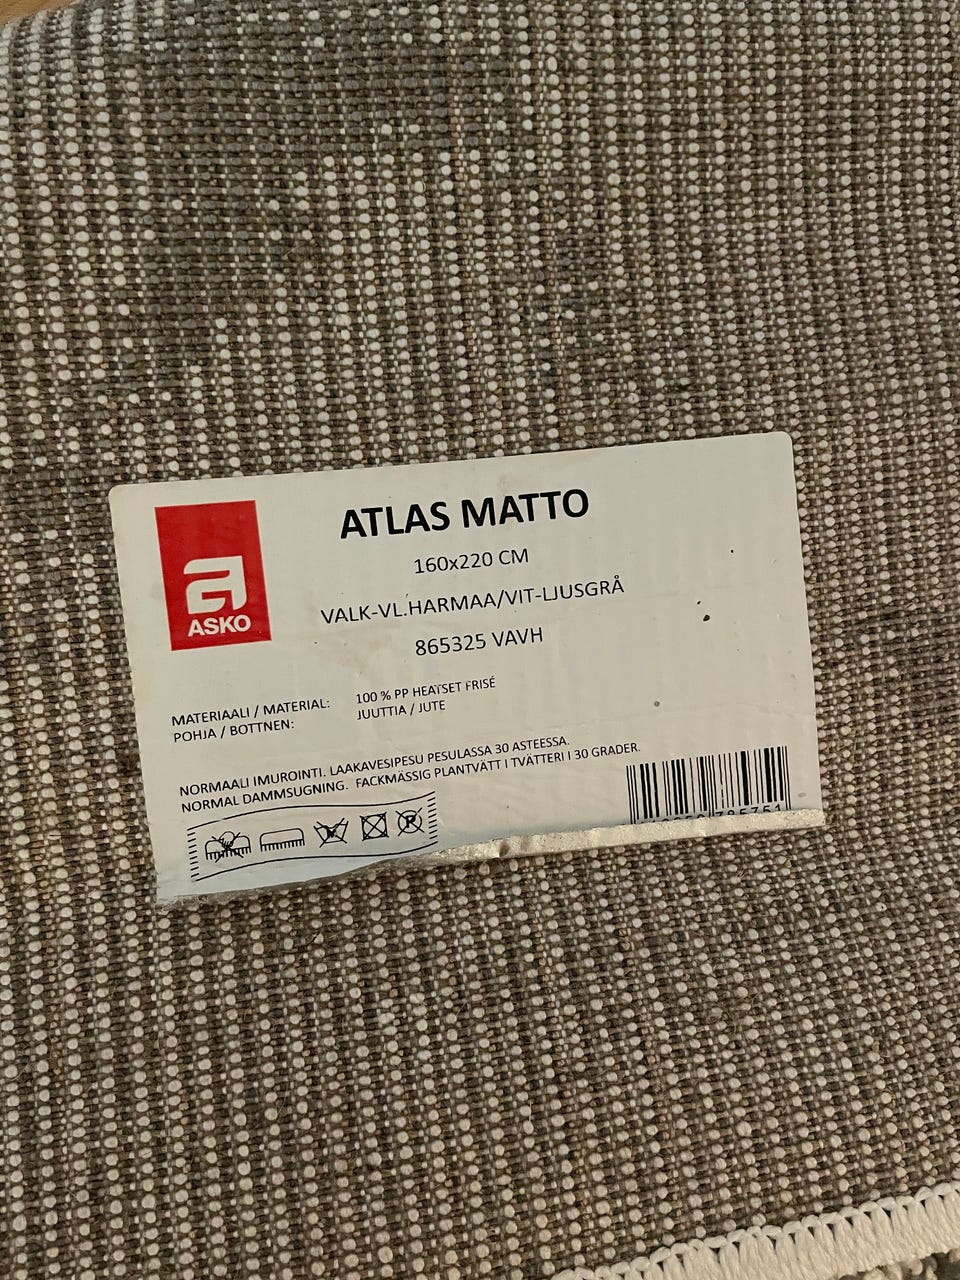 ASKO
ATLAS MATTO
160x220 CM
VALK-VL.HARMAA/VIT-LJUSGRÅ
865325 VAVH
MATERIAALI / MATERIAL: 100 % PP HEATSET FRISÉ
POHJA / BOTTNEN: JUUTTIA / JUTE
NORMAALI IMUROINTI. LAAKAVESIPESU PESULASSA 30 ASTEESSA.
NORMAL DAMMSUGNING. FACKMÄSSIG PLANTVÄTT I TVÄTTERI I 30 GRADER.
P